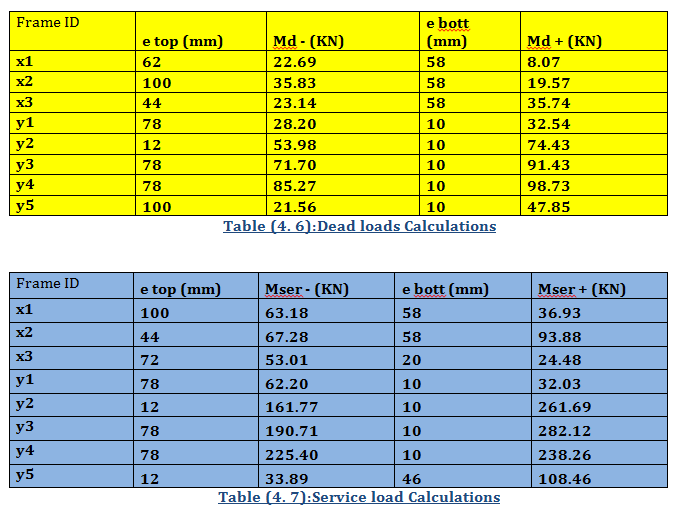 Frame ID e top (mm) Md - (KN) e bott (mm) Md + (KN)
x1 62 22.69 58 8.07
x2 100 35.83 58 19.57
x3 44 23.14 58 35.74
y1 78 28.20 10 32.54
y2 12 53.98 10 74.43
y3 78 71.70 10 91.43
y4 78 85.27 10 98.73
y5 100 21.56 10 47.85
Table (4. 6):Dead loads Calculations
Frame ID e top (mm) Mser - (KN) e bott (mm) Mser + (KN)
x1 100 63.18 58 36.93
x2 44 67.28 58 93.88
x3 72 53.01 20 24.48
y1 78 62.20 10 32.03
y2 12 161.77 10 261.69
y3 78 190.71 10 282.12
y4 78 225.40 10 238.26
y5 12 33.89 46 108.46
Table (4. 7):Service load Calculations